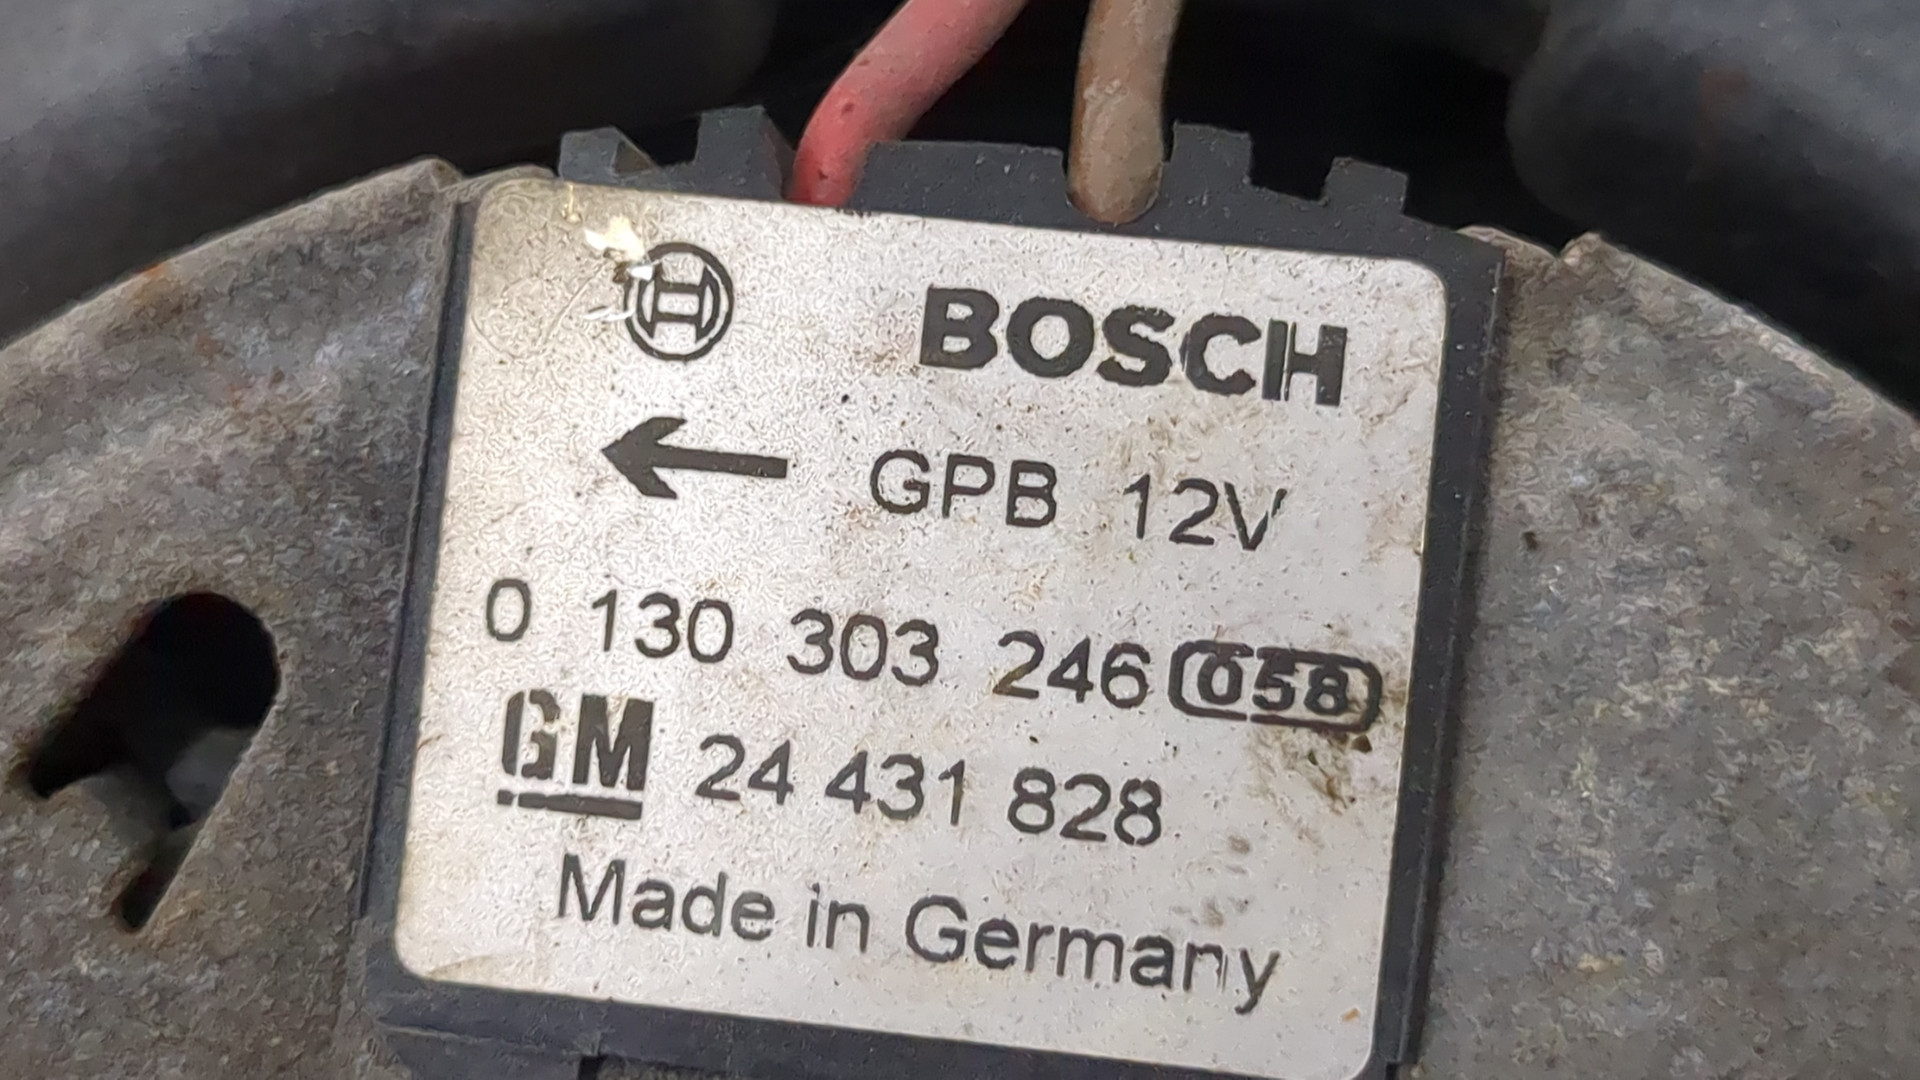 BOSCH
GPB 12V
0 130 303 246 058
GM 24 431 828
Made in Germany